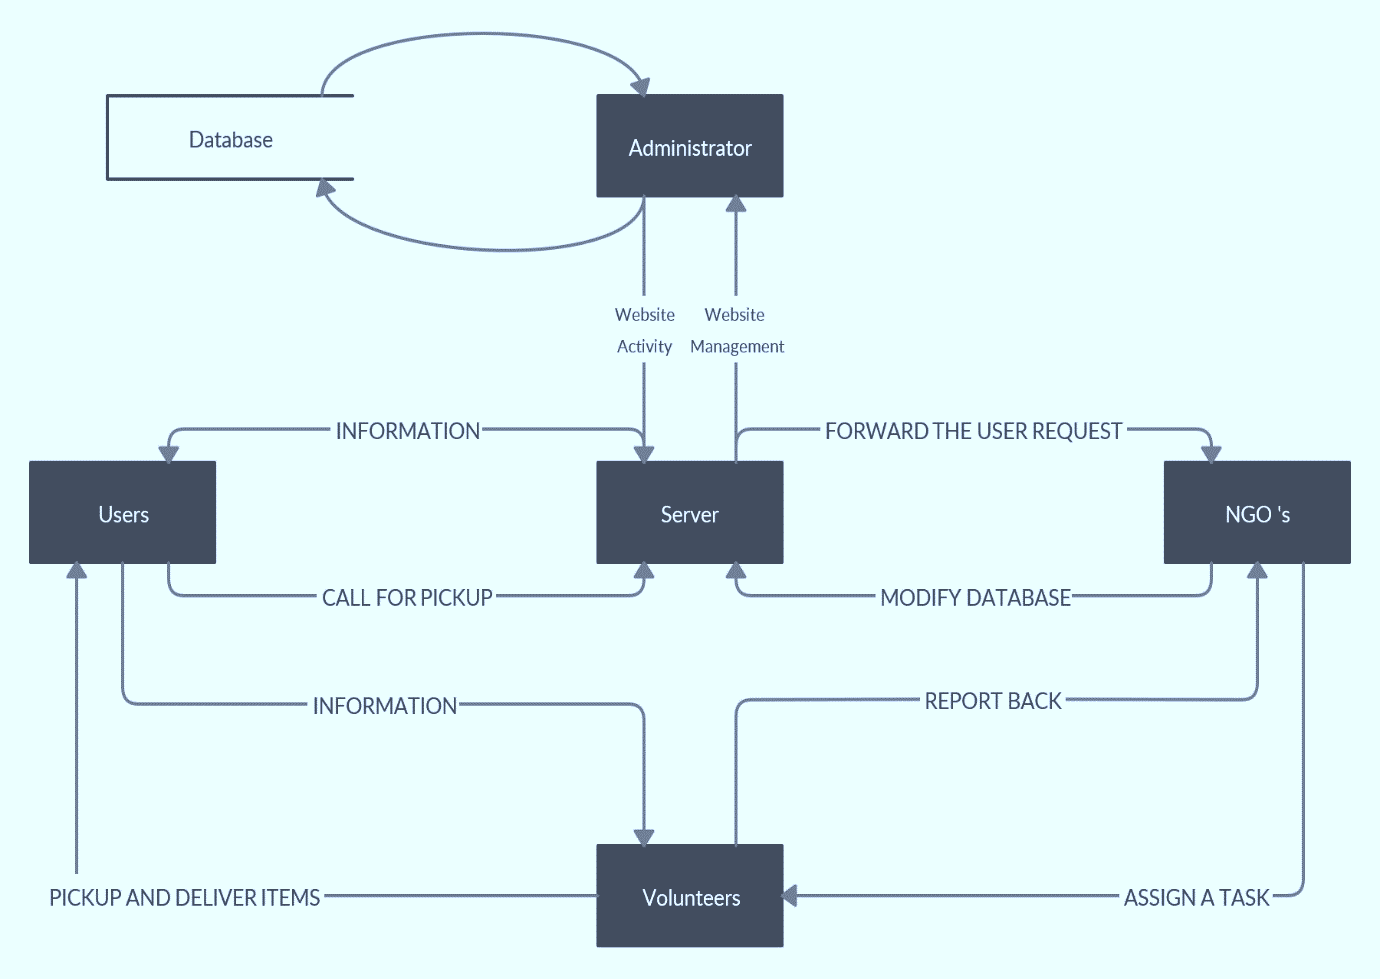 Database
Administrator
Website
Activity
Website
Management
INFORMATION
FORWARD THE USER REQUEST
Users
Server
NGO 's
CALL FOR PICKUP
MODIFY DATABASE
INFORMATION
REPORT BACK
PICKUP AND DELIVER ITEMS
Volunteers
ASSIGN A TASK